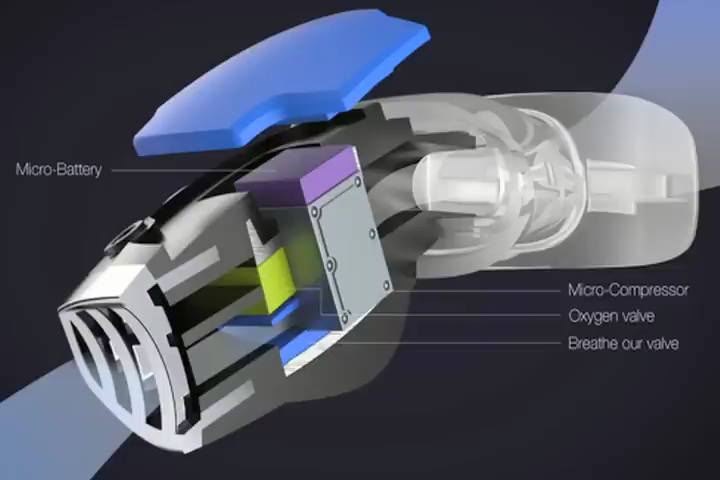 Micro-Battery
Micro-Compressor
Oxygen valve
Breathe our valve